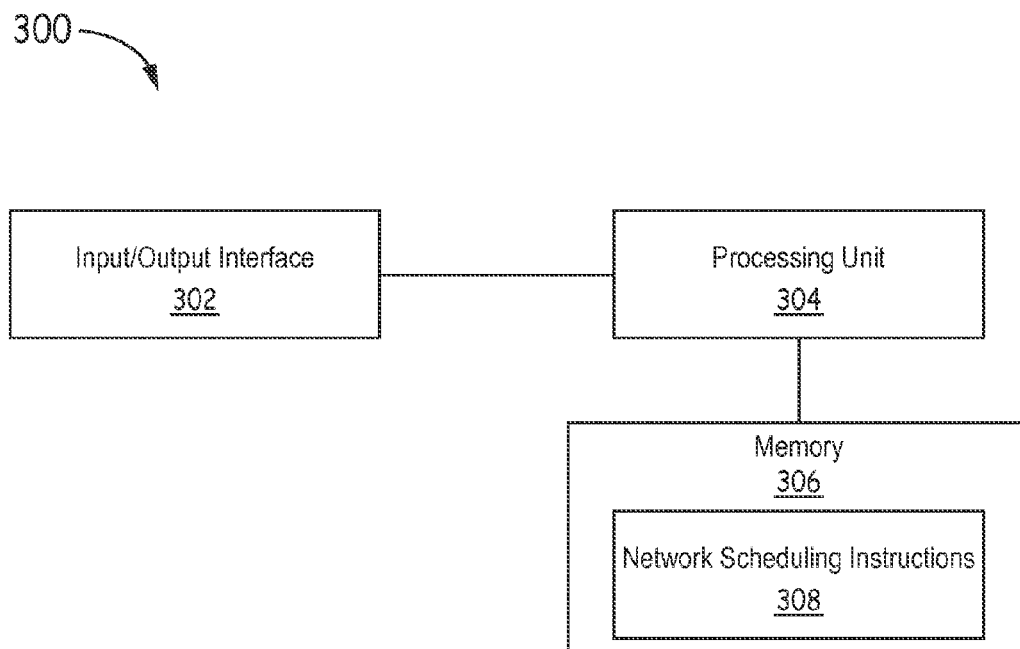 300
Input/Output Interface
302
Processing Unit
304
Memory
306
Network Scheduling Instructions
308